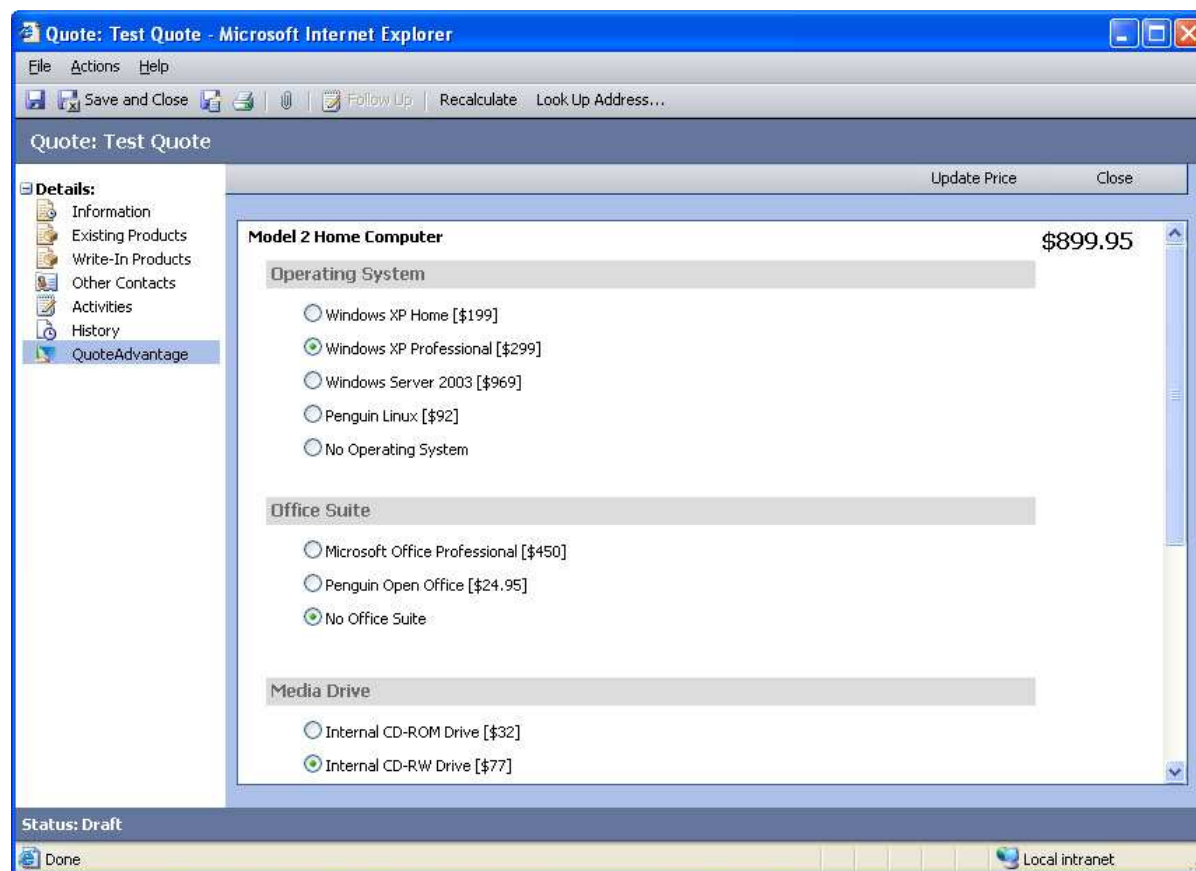 Quote: Test Quote - Microsoft Internet Explorer
File Actions Help
Save and Close Follow Up Recalculate Look Up Address...
Quote: Test Quote
Update Price Close
Details:
Information
Existing Products
Write-In Products
Other Contacts
Activities
History
QuoteAdvantage
Model 2 Home Computer $899.95
Operating System
Windows XP Home [$199]
Windows XP Professional [$299]
Windows Server 2003 [$969]
Penguin Linux [$92]
No Operating System
Office Suite
Microsoft Office Professional [$450]
Penguin Open Office [$24.95]
No Office Suite
Media Drive
Internal CD-ROM Drive [$32]
Internal CD-RW Drive [$77]
Status: Draft
Done Local intranet